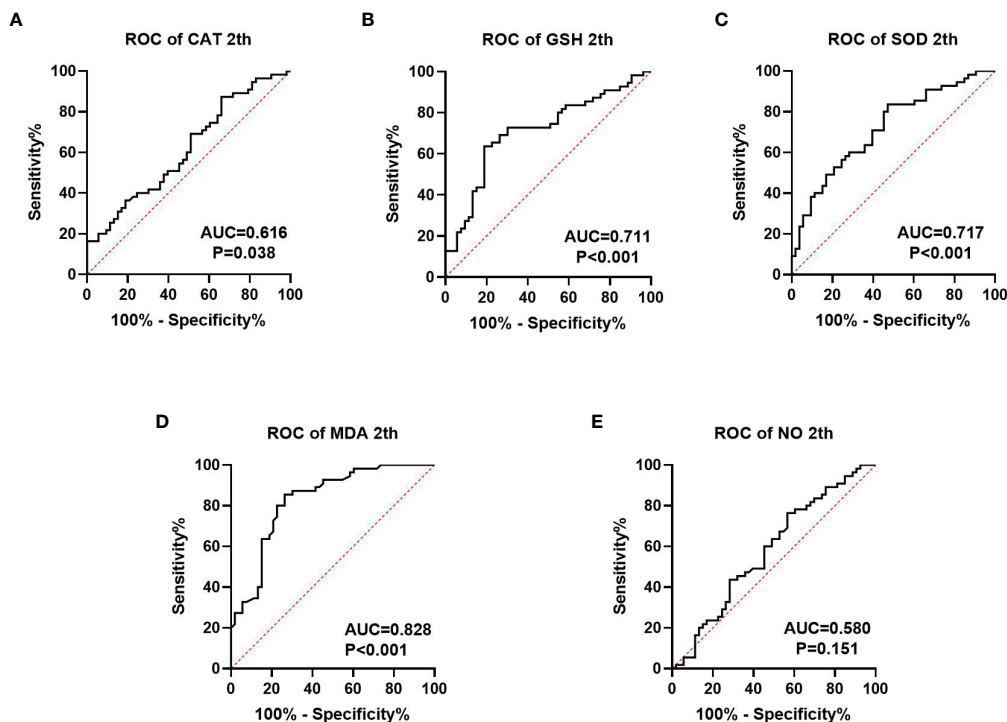 A
ROC of CAT 2th
100
80
60
40
20
0
Sensitivity%
AUC=0.616
P=0.038
0 20 40 60 80 100
100% - Specificity%
B
ROC of GSH 2th
100
80
60
40
20
0
Sensitivity%
AUC=0.711
P<0.001
0 20 40 60 80 100
100% - Specificity%
C
ROC of SOD 2th
100
80
60
40
20
0
Sensitivity%
AUC=0.717
P<0.001
0 20 40 60 80 100
100% - Specificity%
D
ROC of MDA 2th
100
80
60
40
20
0
Sensitivity%
AUC=0.828
P<0.001
0 20 40 60 80 100
100% - Specificity%
E
ROC of NO 2th
100
80
60
40
20
0
Sensitivity%
AUC=0.580
P=0.151
0 20 40 60 80 100
100% - Specificity%